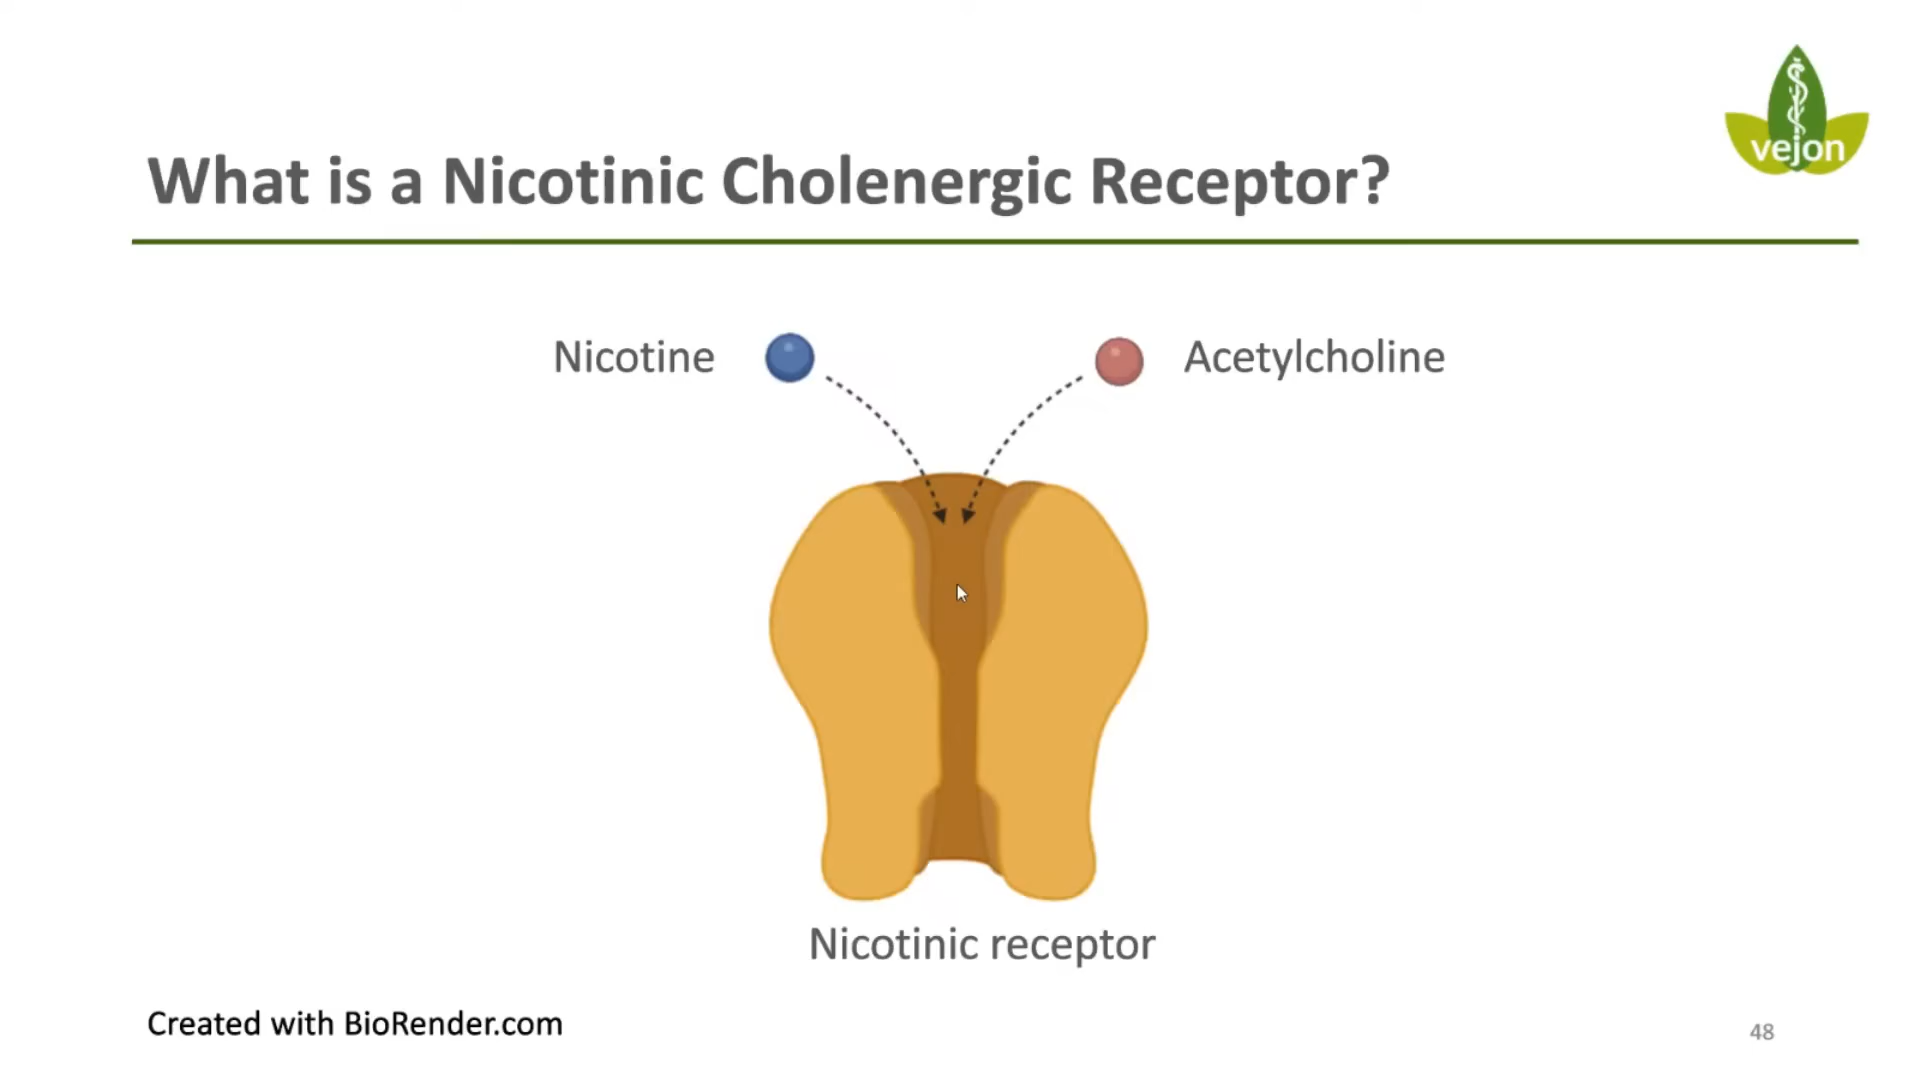 vejon
What is a Nicotinic Cholenergic Receptor?
Nicotine
Acetylcholine
Nicotinic receptor
Created with BioRender.com
48